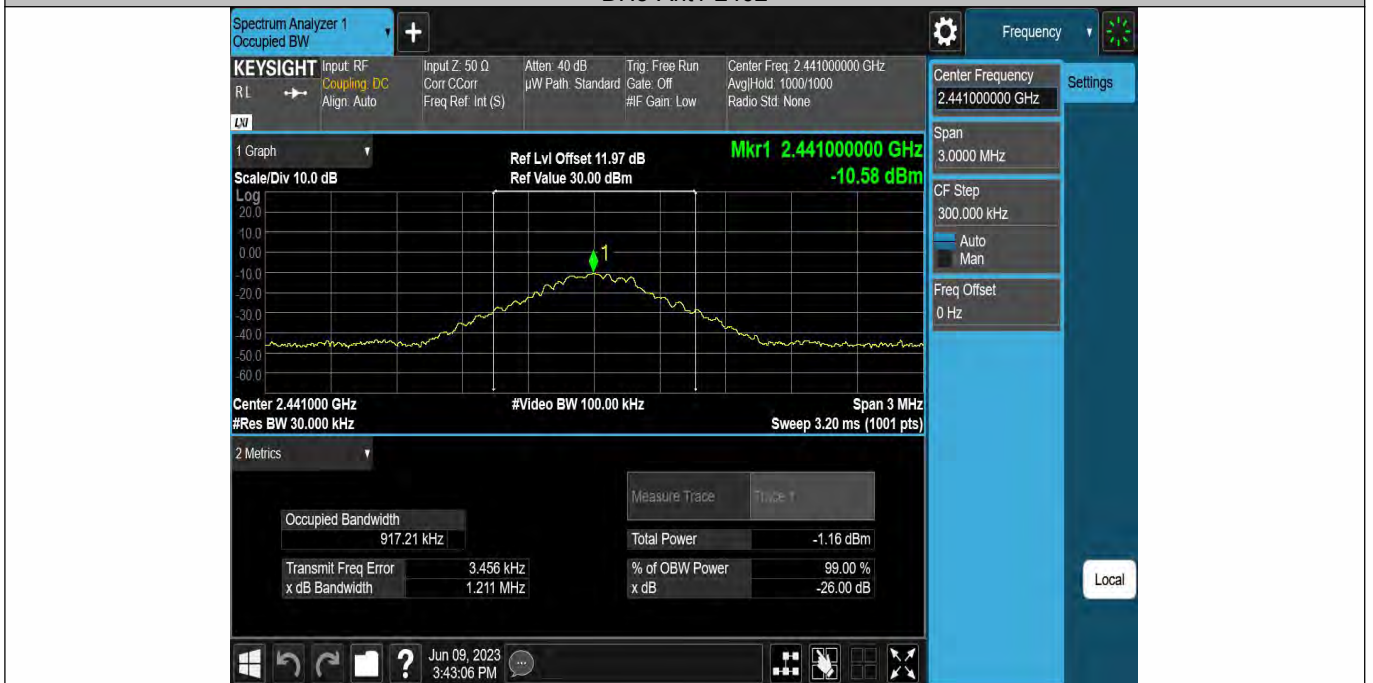 Spectrum Analyzer 1
Occupied BW
+
Frequency
KEYSIGHT
RL
LXI
Input: RF
Coupling: DC
Align: Auto
Input Z: 50 Ω
Corr CCorr
Freq Ref: Int (S)
Atten: 40 dB
µW Path: Standard
Trig: Free Run
Gate: Off
#IF Gain: Low
Center Freq: 2.441000000 GHz
Avg|Hold: 1000/1000
Radio Std: None
Center Frequency
2.441000000 GHz
Settings
Span
3.0000 MHz
CF Step
300.000 kHz
Auto
Man
Freq Offset
0 Hz
Local
1 Graph
Scale/Div 10.0 dB
Ref Lvl Offset 11.97 dB
Ref Value 30.00 dBm
Mkr1 2.441000000 GHz
-10.58 dBm
Log
20.0
10.0
0.00
-10.0
-20.0
-30.0
-40.0
-50.0
-60.0
1
Center 2.441000 GHz
#Video BW 100.00 kHz
Span 3 MHz
#Res BW 30.000 kHz
Sweep 3.20 ms (1001 pts)
2 Metrics
Measure Trace
Trace 1
Occupied Bandwidth
917.21 kHz
Total Power
-1.16 dBm
Transmit Freq Error
3.456 kHz
% of OBW Power
99.00 %
x dB Bandwidth
1.211 MHz
x dB
-26.00 dB
?
Jun 09, 2023
3:43:06 PM